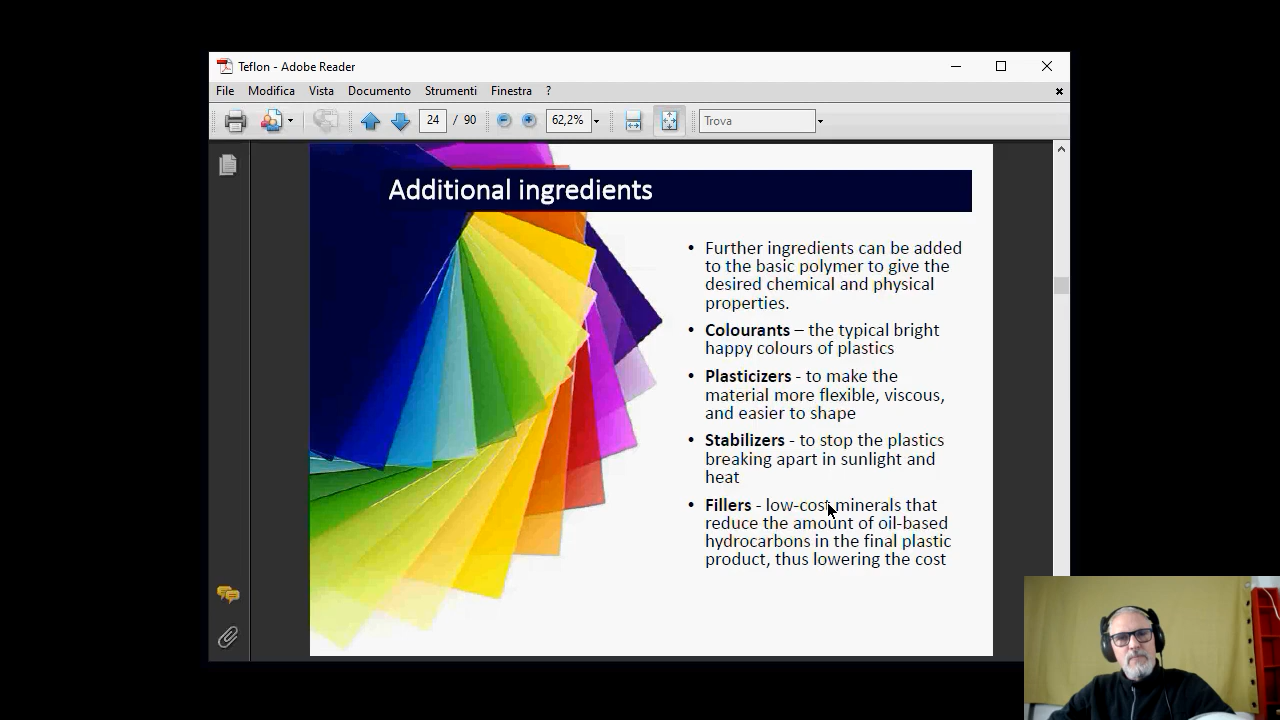 Teflon - Adobe Reader
File Modifica Vista Documento Strumenti Finestra ?
24 / 90 62,2% Trova
Additional ingredients
• Further ingredients can be added
to the basic polymer to give the
desired chemical and physical
properties.
• Colourants – the typical bright
happy colours of plastics
• Plasticizers - to make the
material more flexible, viscous,
and easier to shape
• Stabilizers - to stop the plastics
breaking apart in sunlight and
heat
• Fillers - low-cost minerals that
reduce the amount of oil-based
hydrocarbons in the final plastic
product, thus lowering the cost